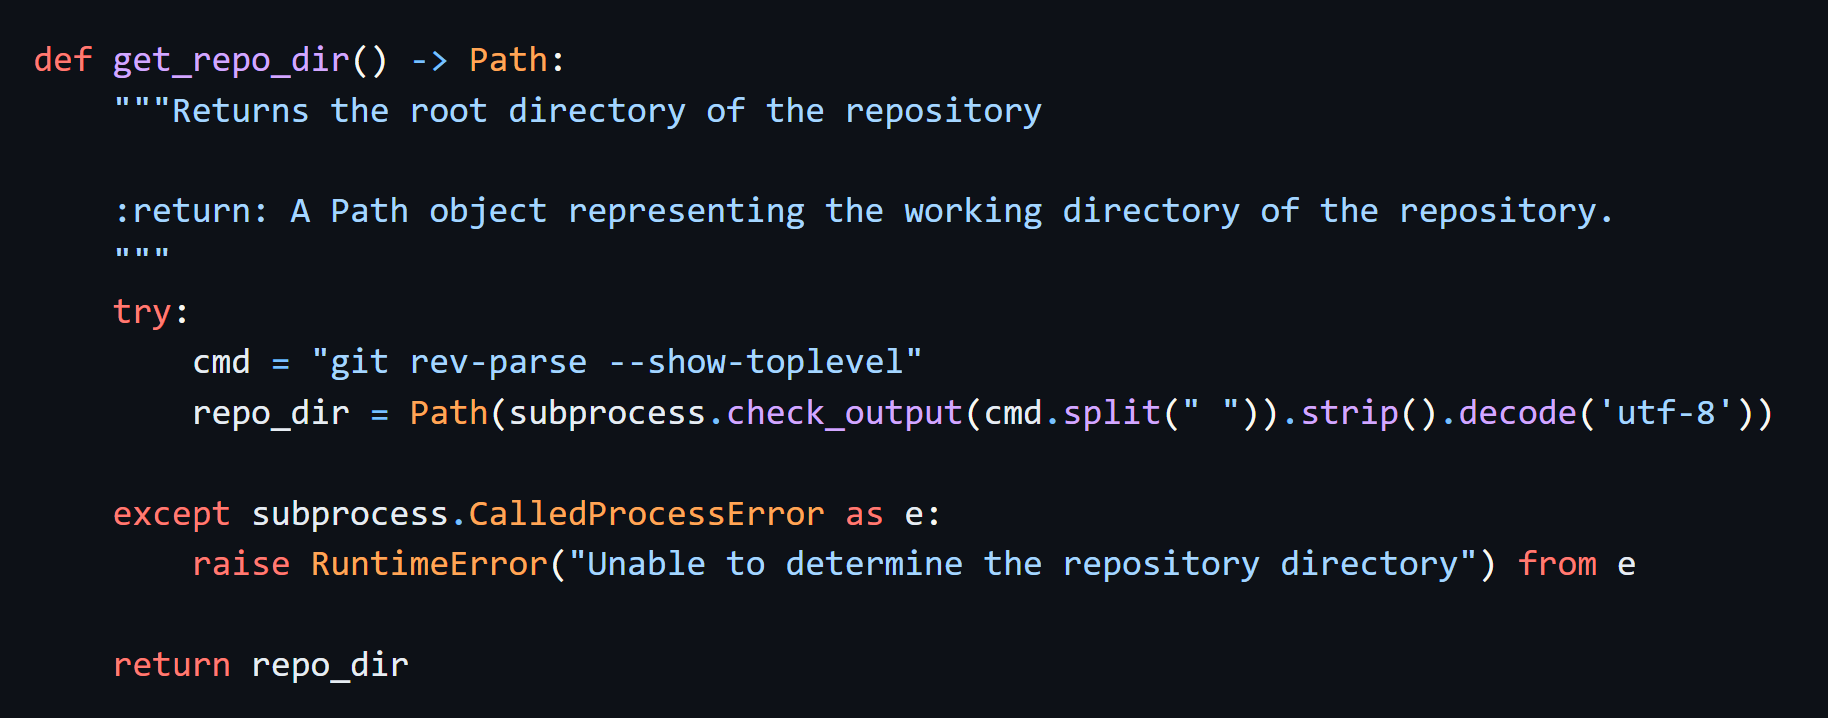 def get_repo_dir() -> Path:
    """Returns the root directory of the repository

    :return: A Path object representing the working directory of the repository.
    """
    try:
        cmd = "git rev-parse --show-toplevel"
        repo_dir = Path(subprocess.check_output(cmd.split(" ")).strip().decode('utf-8'))

    except subprocess.CalledProcessError as e:
        raise RuntimeError("Unable to determine the repository directory") from e

    return repo_dir